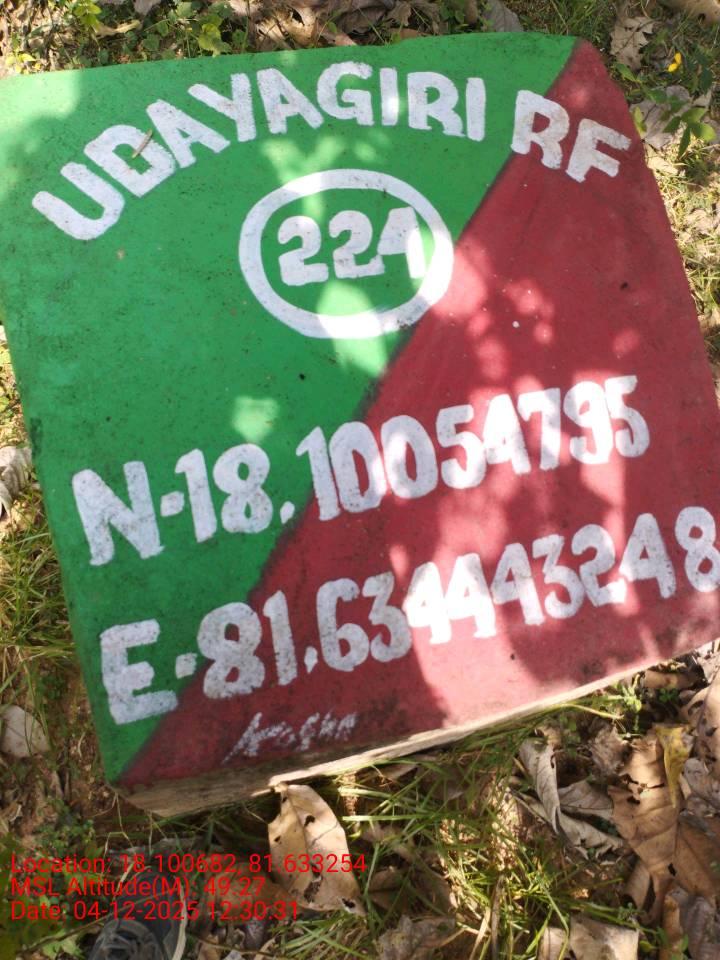 UDAYAGIRI RF
224
N-18.10054795
E-81.6344443248
Location: 18.100682, 81.633254
MSL Altitude(M): 49.27
Date: 04-12-2025 12:30:31